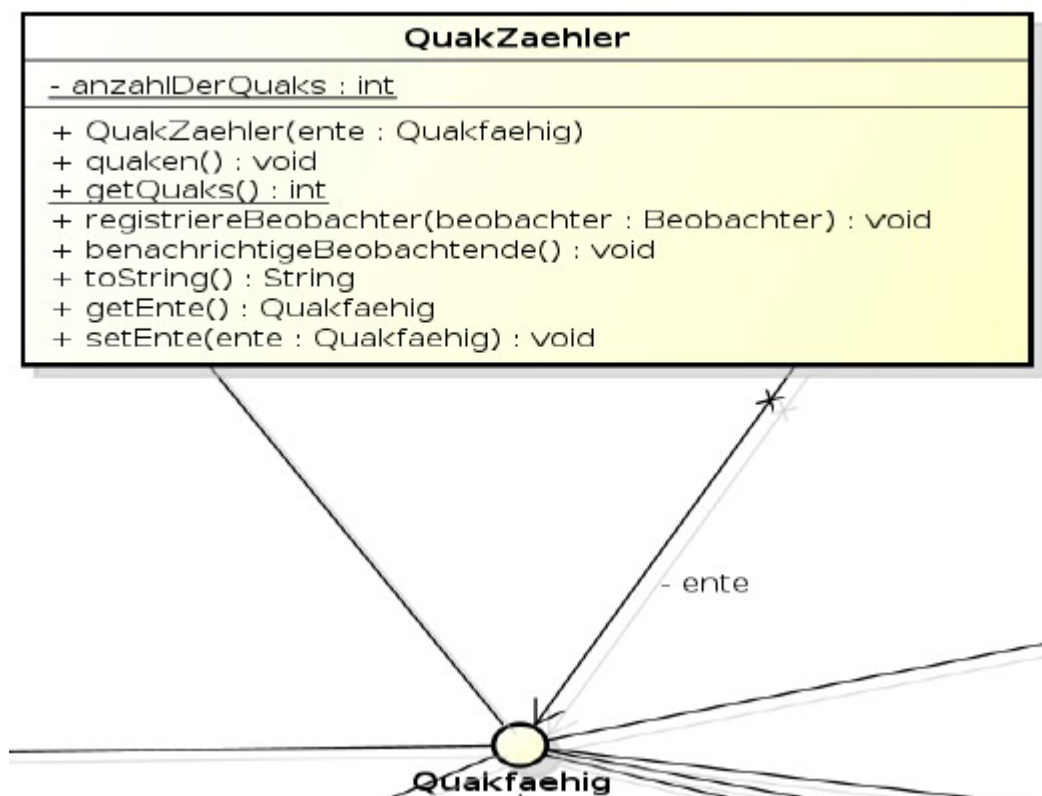 QuakZaehler
- anzahlDerQuaks : int
+ QuakZaehler(ente : Quakfaehig)
+ quaken() : void
+ getQuaks() : int
+ registriereBeobachter(beobachter : Beobachter) : void
+ benachrichtigeBeobachtende() : void
+ toString() : String
+ getEnte() : Quakfaehig
+ setEnte(ente : Quakfaehig) : void
- ente
Quakfaehig